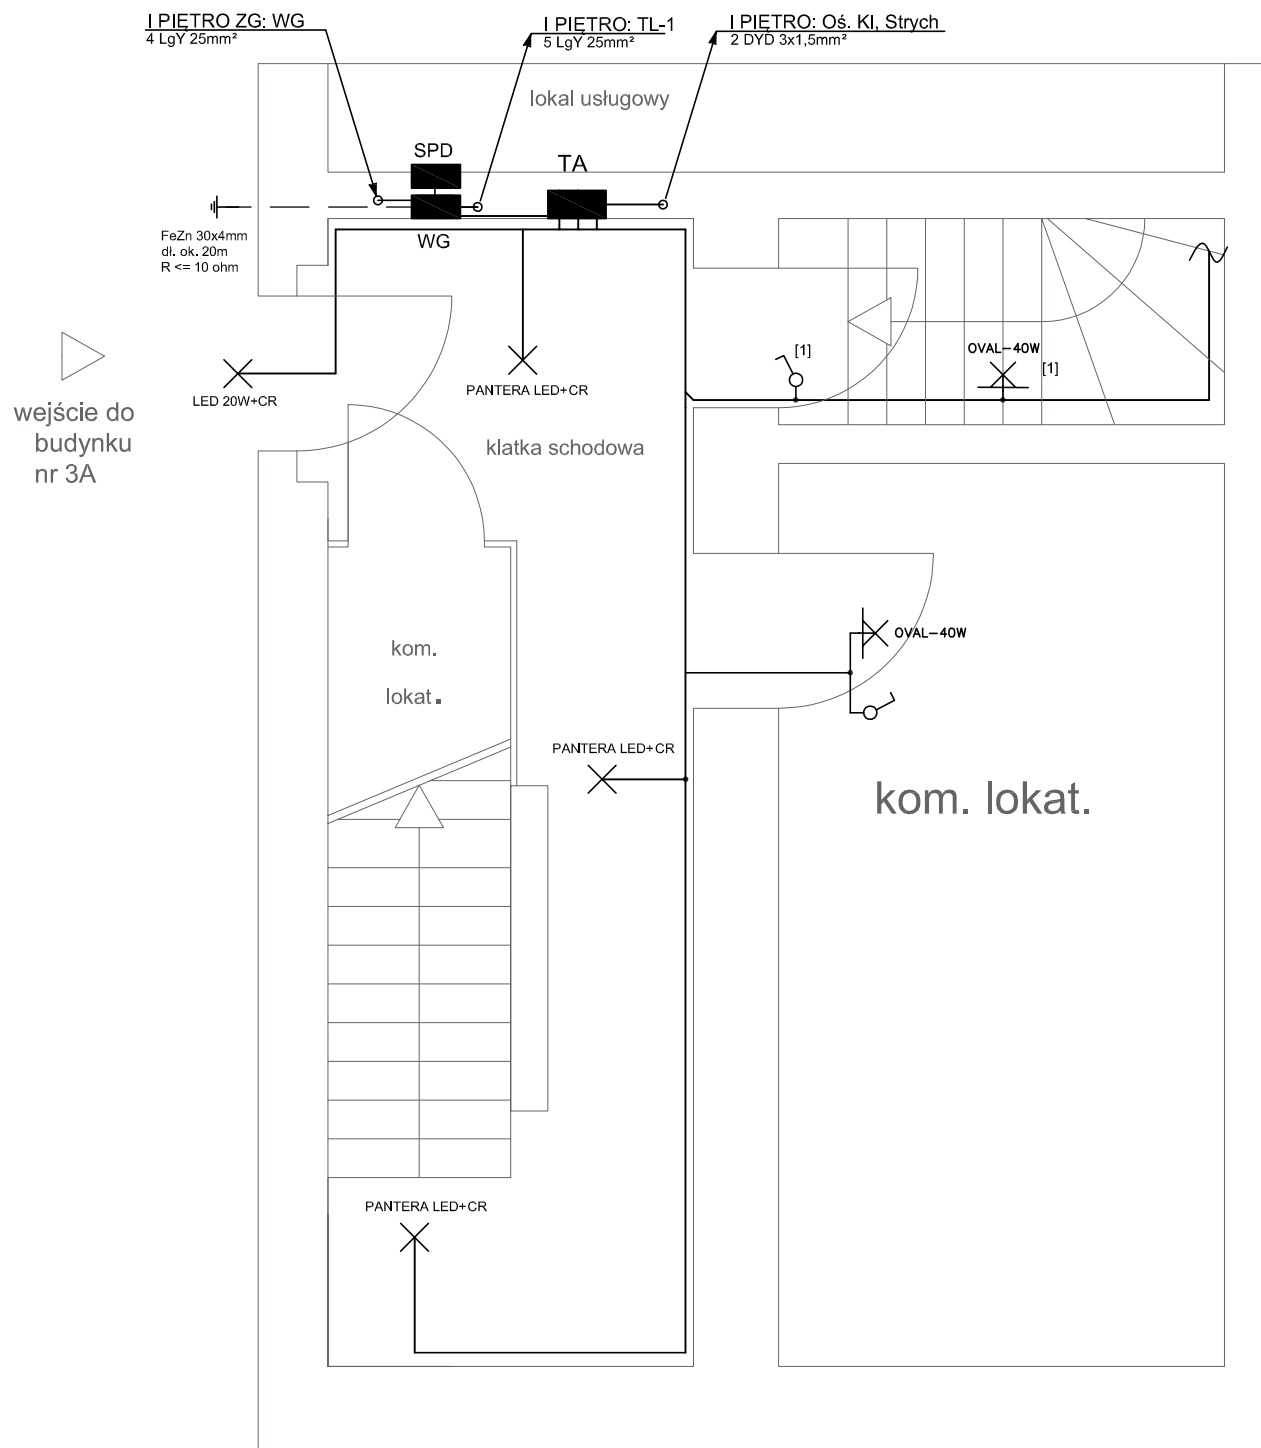 I PIĘTRO ZG: WG
4 LgY 25mm²
I PIĘTRO: TL-1
5 LgY 25mm²
I PIĘTRO: Oś. Kl, Strych
2 DYD 3x1,5mm²
lokal usługowy
SPD
TA
WG
FeZn 30x4mm
dł. ok. 20m
R <= 10 ohm
[1]
OVAL-40W
[1]
wejście do
budynku
nr 3A
LED 20W+CR
PANTERA LED+CR
klatka schodowa
kom.
lokat.
OVAL-40W
PANTERA LED+CR
kom. lokat.
PANTERA LED+CR